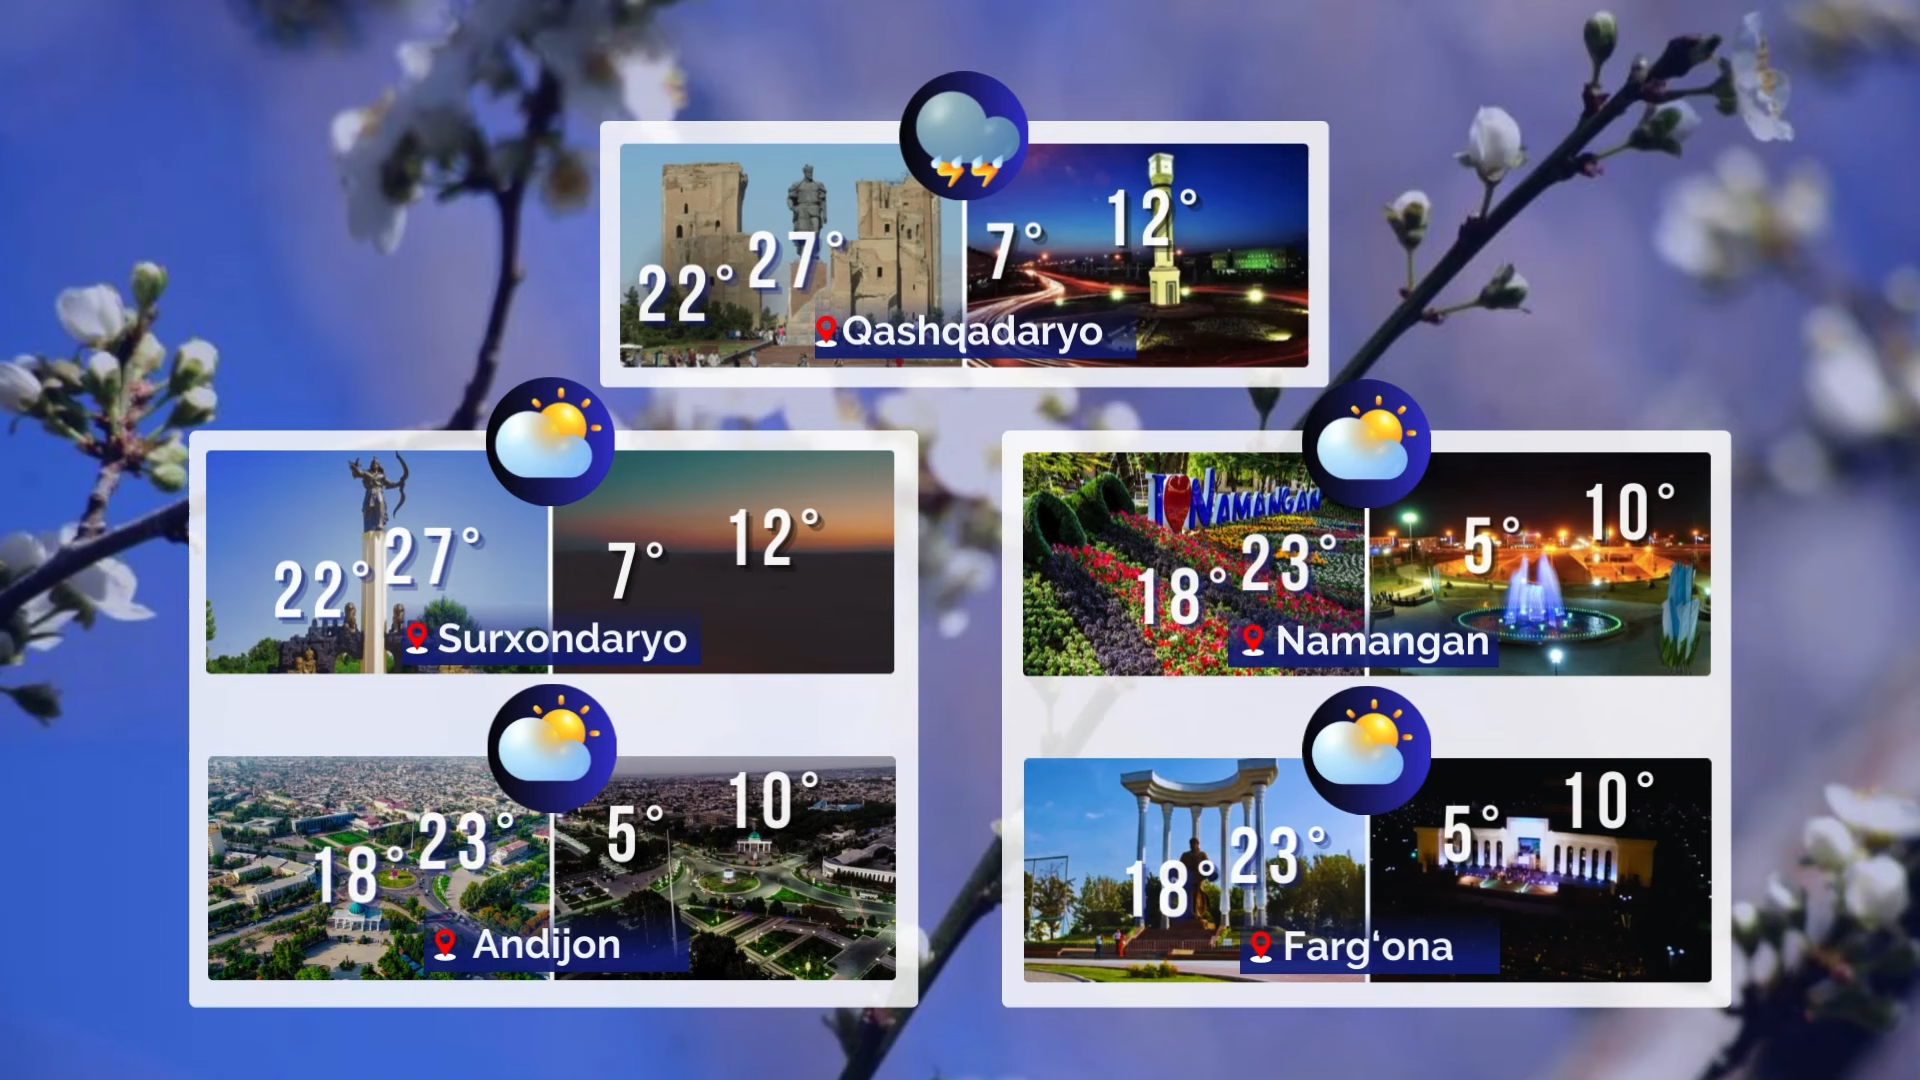 22° 27° 7° 12°
Qashqadaryo
22° 27° 7° 12°
Surxondaryo
I NAMANGAN
18° 23° 5° 10°
Namangan
18° 23° 5° 10°
Andijon
18° 23° 5° 10°
Farg‘ona